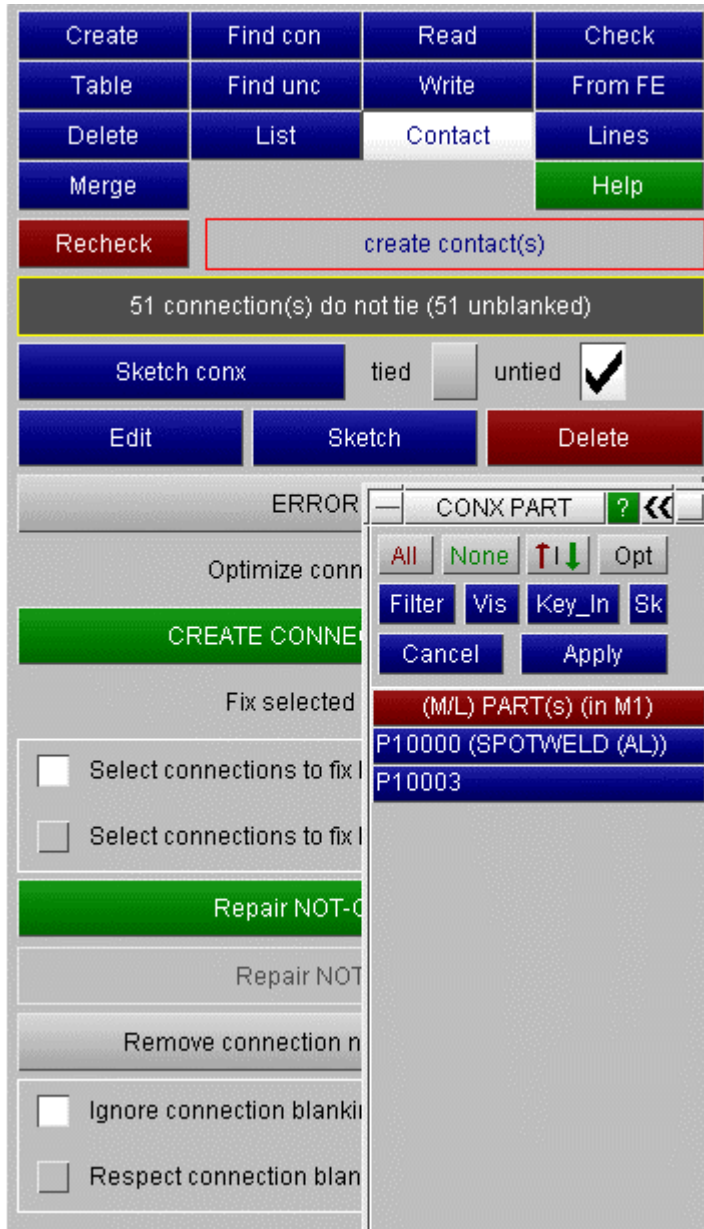 Create Find con Read Check
Table Find unc Write From FE
Delete List Contact Lines
Merge Help
Recheck create contact(s)
51 connection(s) do not tie (51 unblanked)
Sketch conx tied untied
Edit Sketch Delete
ERROR
CONX PART ?
Optimize conn
All None Opt
Filter Vis Key_In Sk
CREATE CONNE
Cancel Apply
Fix selected
(M/L) PART(s) (in M1)
P10000 (SPOTWELD (AL))
P10003
Select connections to fix
Select connections to fix
Repair NOT-
Repair NOT
Remove connection n
Ignore connection blanki
Respect connection blan